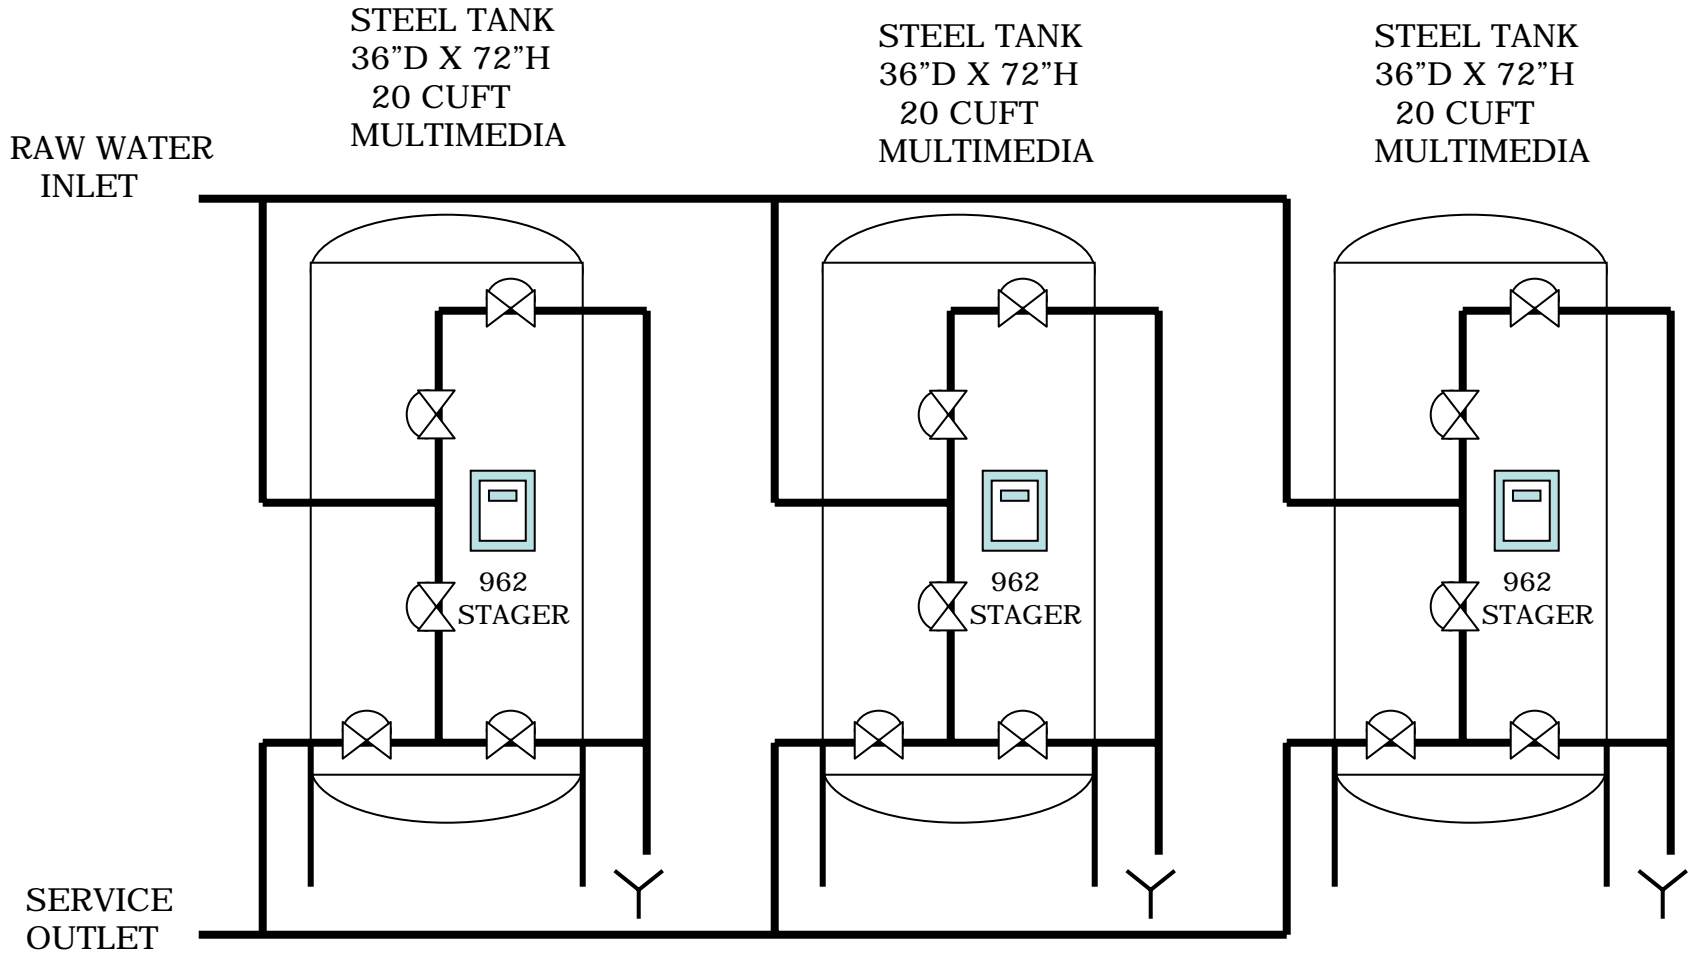 STEEL TANK
36”D X 72”H
20 CUFT
MULTIMEDIA
STEEL TANK
36”D X 72”H
20 CUFT
MULTIMEDIA
STEEL TANK
36”D X 72”H
20 CUFT
MULTIMEDIA
RAW WATER
INLET
962
STAGER
962
STAGER
962
STAGER
SERVICE
OUTLET